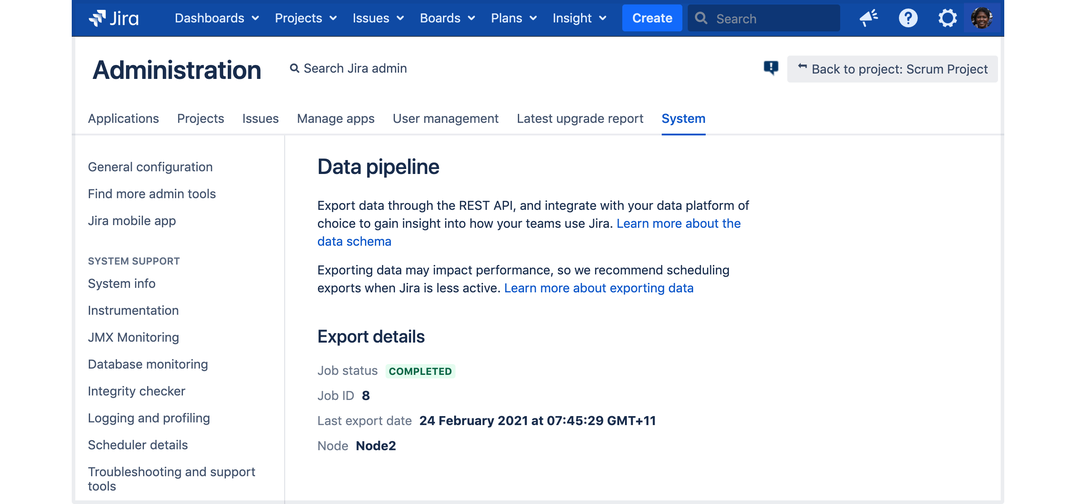 Jira Dashboards Projects Issues Boards Plans Insight Create Search
Administration Search Jira admin Back to project: Scrum Project
Applications Projects Issues Manage apps User management Latest upgrade report System
General configuration
Find more admin tools
Jira mobile app
SYSTEM SUPPORT
System info
Instrumentation
JMX Monitoring
Database monitoring
Integrity checker
Logging and profiling
Scheduler details
Troubleshooting and support
tools
Data pipeline
Export data through the REST API, and integrate with your data platform of
choice to gain insight into how your teams use Jira. Learn more about the
data schema
Exporting data may impact performance, so we recommend scheduling
exports when Jira is less active. Learn more about exporting data
Export details
Job status COMPLETED
Job ID 8
Last export date 24 February 2021 at 07:45:29 GMT+11
Node Node2